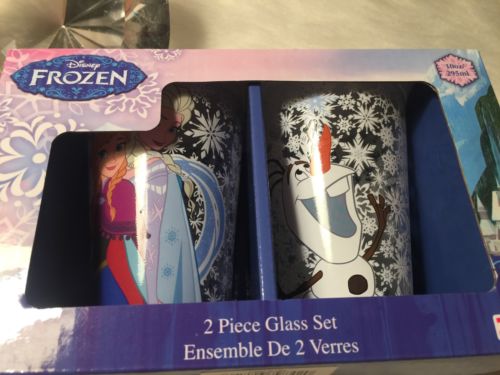 Disney
FROZEN
10oz/
295ml
2 Piece Glass Set
Ensemble De 2 Verres